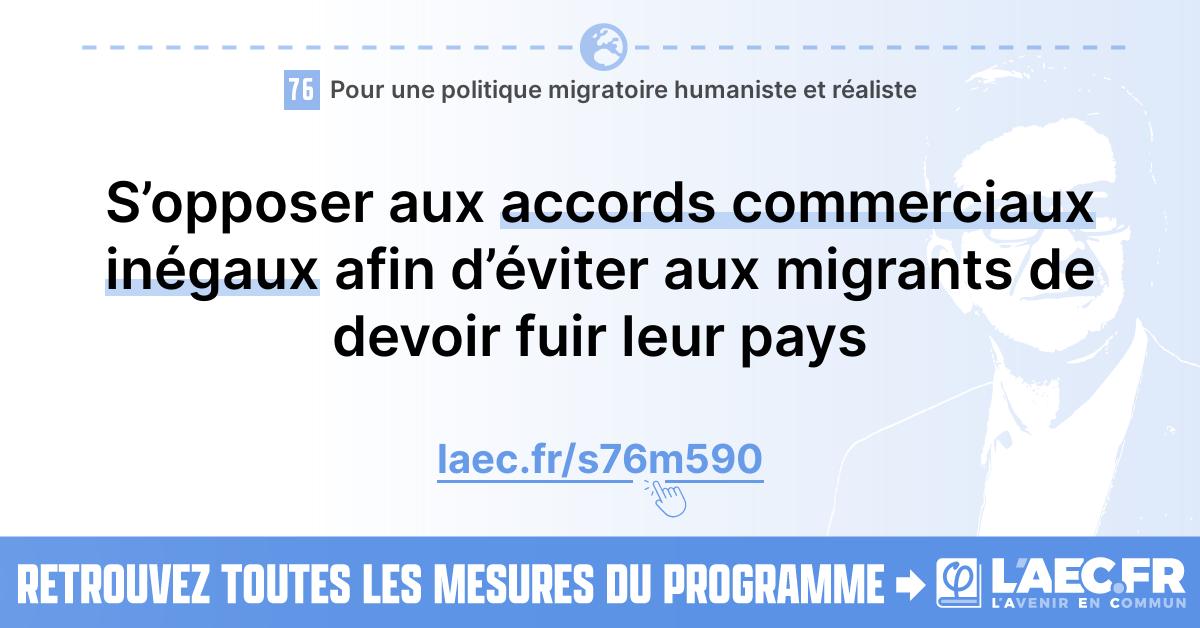 76 Pour une politique migratoire humaniste et réaliste
S’opposer aux accords commerciaux
inégaux afin d’éviter aux migrants de
devoir fuir leur pays
laec.fr/s76m590
RETROUVEZ TOUTES LES MESURES DU PROGRAMME
L'AEC.FR
L'AVENIR EN COMMUN